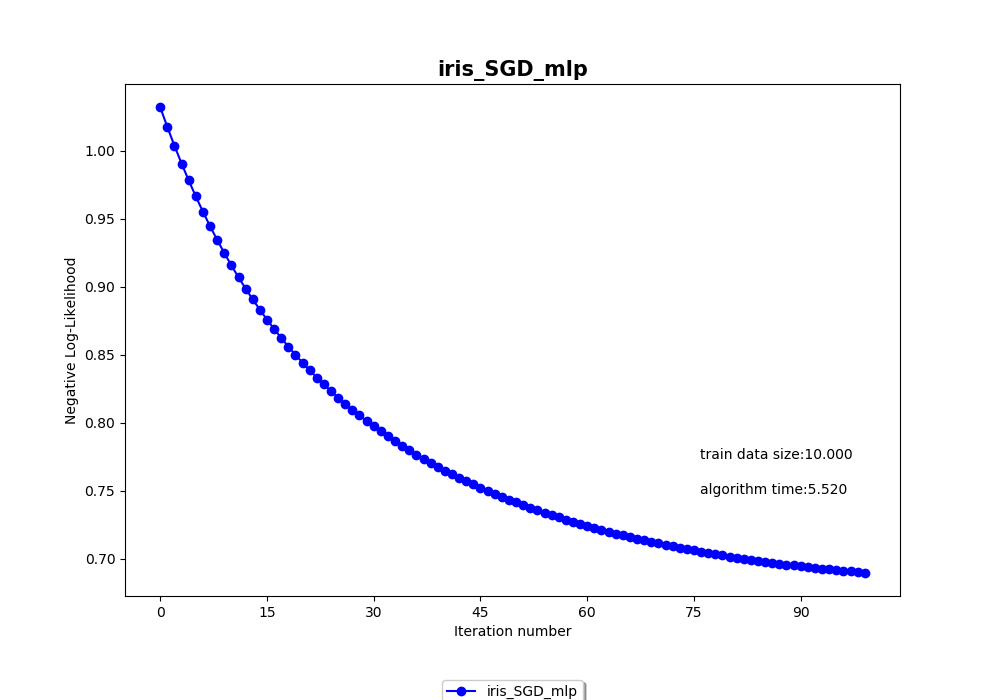 iris_SGD_mlp
1.00
0.95
0.90
0.85
0.80
0.75
0.70
Negative Log-Likelihood
train data size:10.000
algorithm time:5.520
0 15 30 45 60 75 90
Iteration number
iris_SGD_mlp